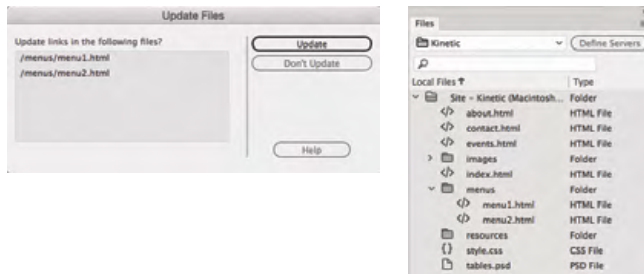 Update Files
Update links in the following files?
/menus/menu1.html
/menus/menu2.html
Update
Don't Update
Help
Files
Kinetic
Define Servers
Local Files
Type
Site - Kinetic (Macintosh... Folder
about.html HTML File
contact.html HTML File
events.html HTML File
images Folder
index.html HTML File
menus Folder
menu1.html HTML File
menu2.html HTML File
resources Folder
style.css CSS File
tables.psd PSD File